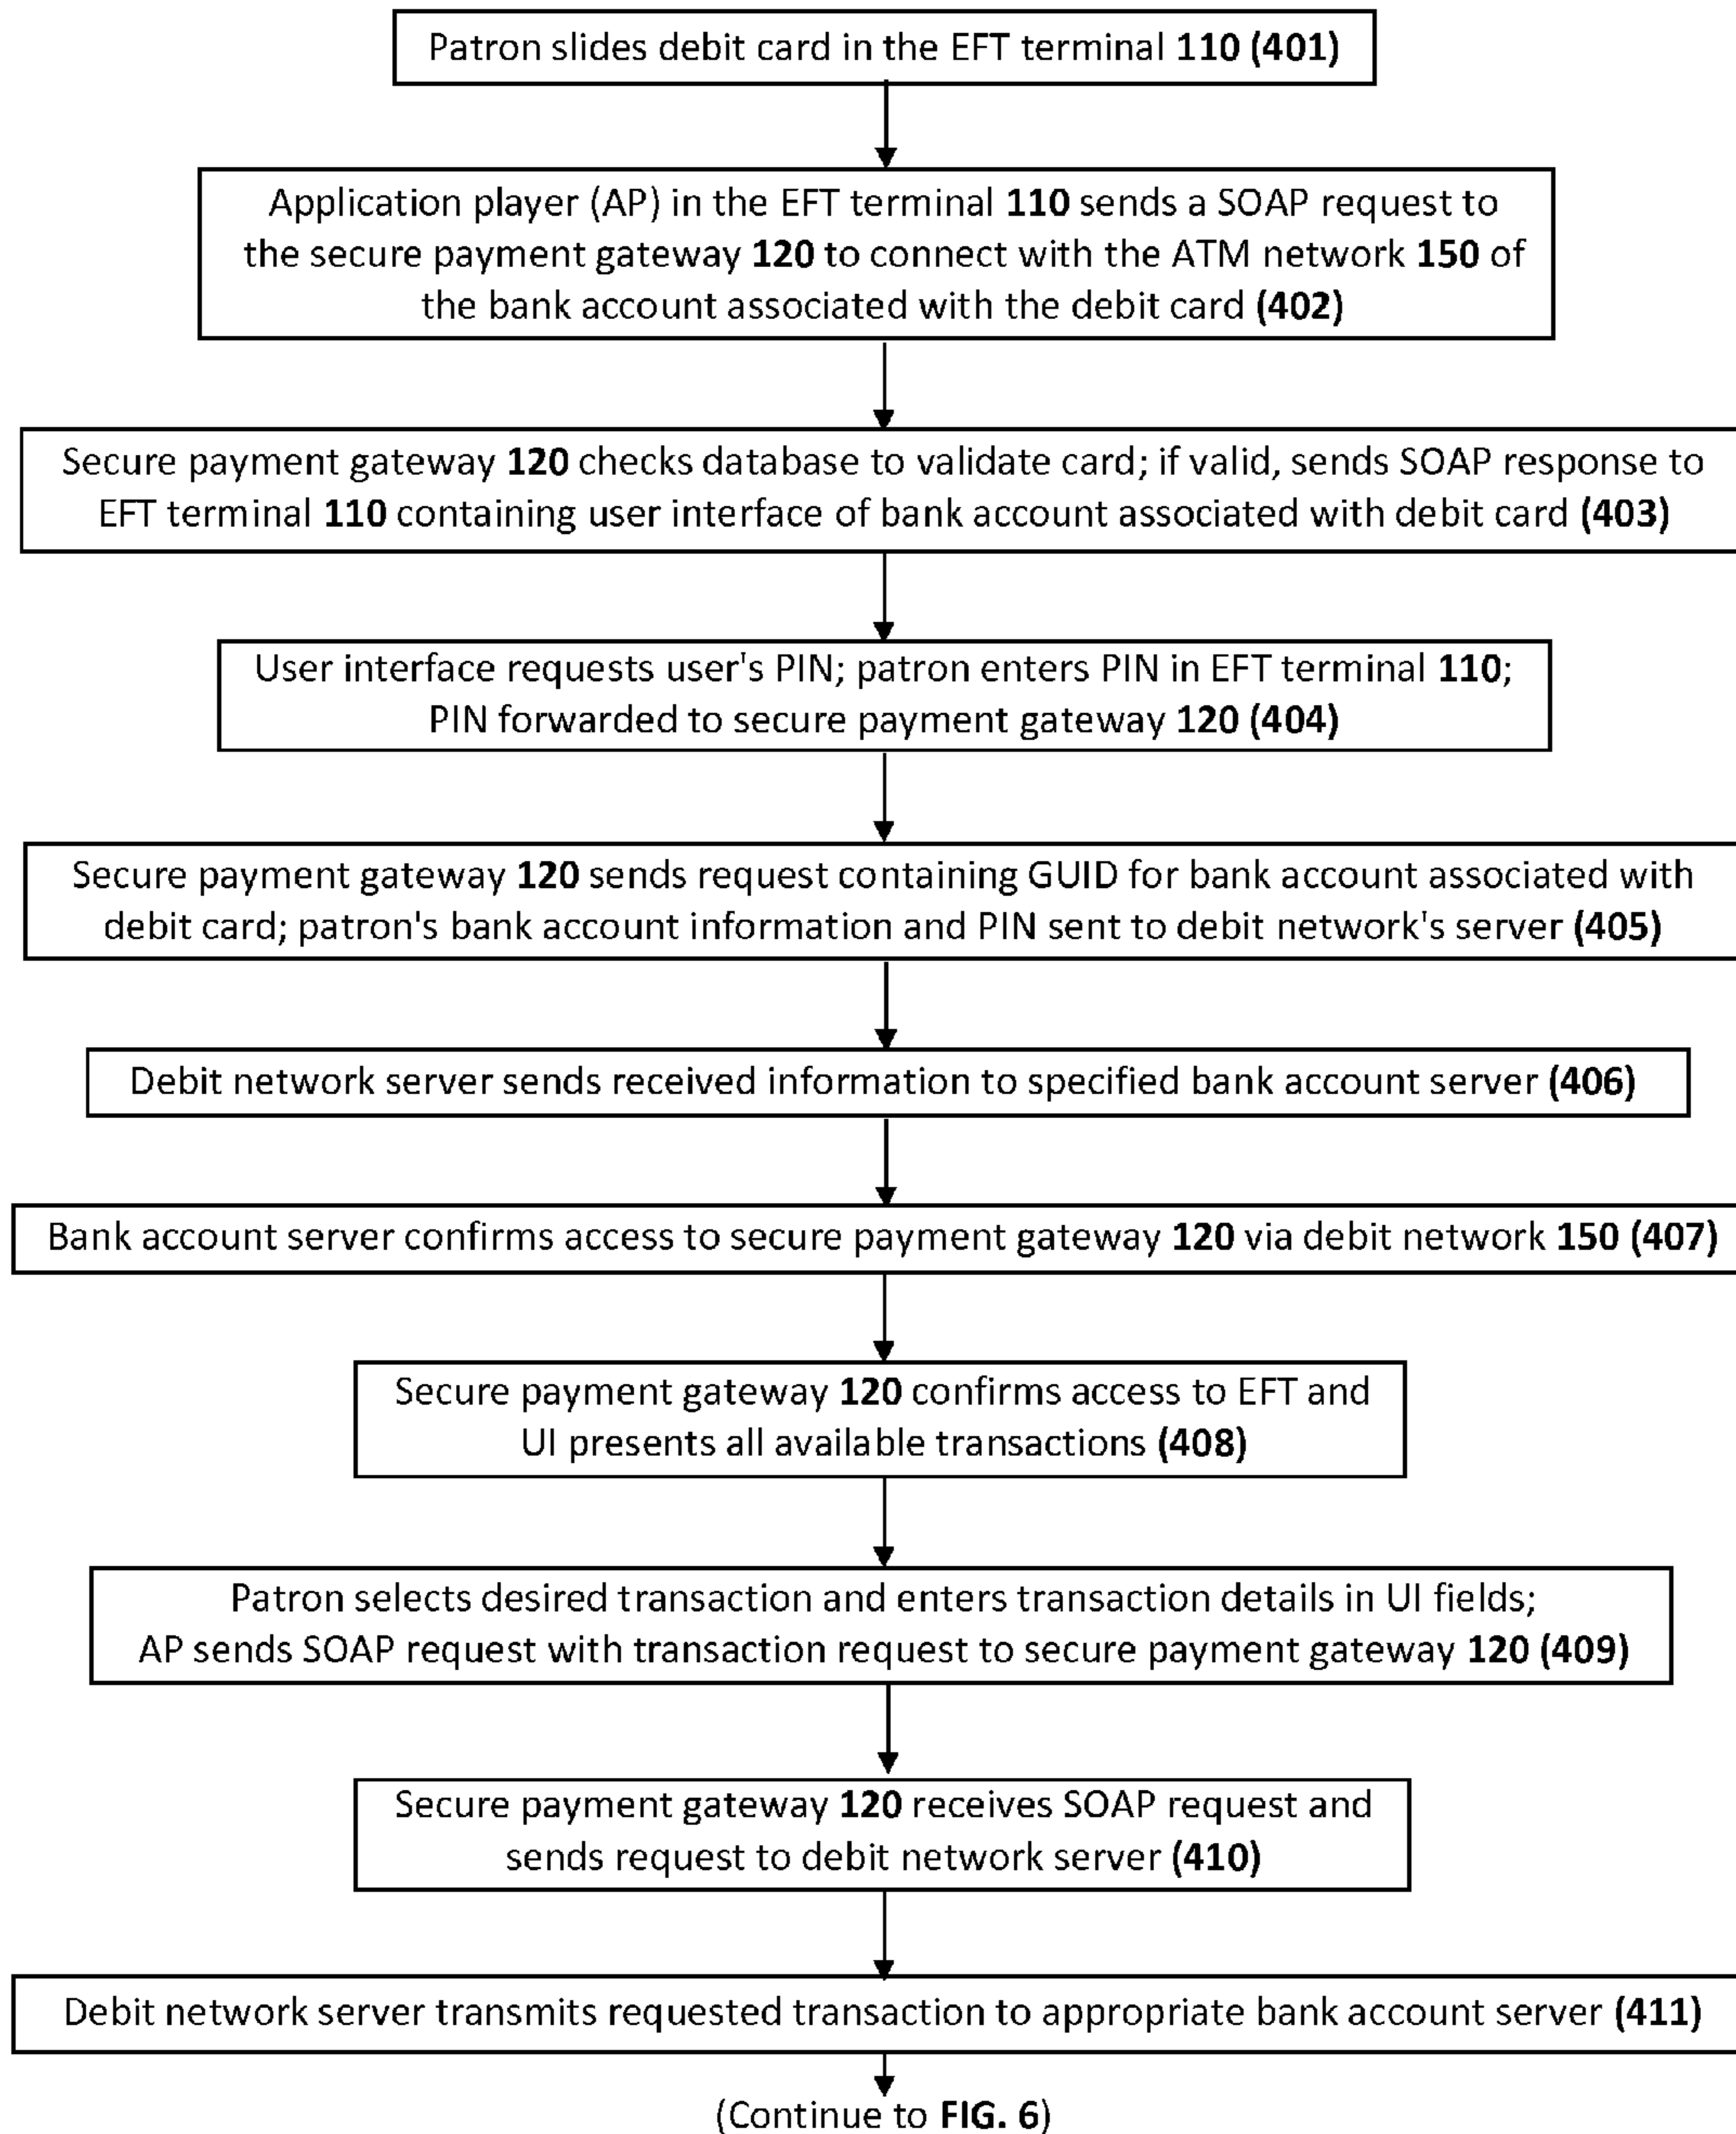 Patron slides debit card in the EFT terminal 110 (401)
Application player (AP) in the EFT terminal 110 sends a SOAP request to
the secure payment gateway 120 to connect with the ATM network 150 of
the bank account associated with the debit card (402)
Secure payment gateway 120 checks database to validate card; if valid, sends SOAP response to
EFT terminal 110 containing user interface of bank account associated with debit card (403)
User interface requests user's PIN; patron enters PIN in EFT terminal 110;
PIN forwarded to secure payment gateway 120 (404)
Secure payment gateway 120 sends request containing GUID for bank account associated with
debit card; patron's bank account information and PIN sent to debit network's server (405)
Debit network server sends received information to specified bank account server (406)
Bank account server confirms access to secure payment gateway 120 via debit network 150 (407)
Secure payment gateway 120 confirms access to EFT and
UI presents all available transactions (408)
Patron selects desired transaction and enters transaction details in UI fields;
AP sends SOAP request with transaction request to secure payment gateway 120 (409)
Secure payment gateway 120 receives SOAP request and
sends request to debit network server (410)
Debit network server transmits requested transaction to appropriate bank account server (411)
(Continue to FIG. 6)